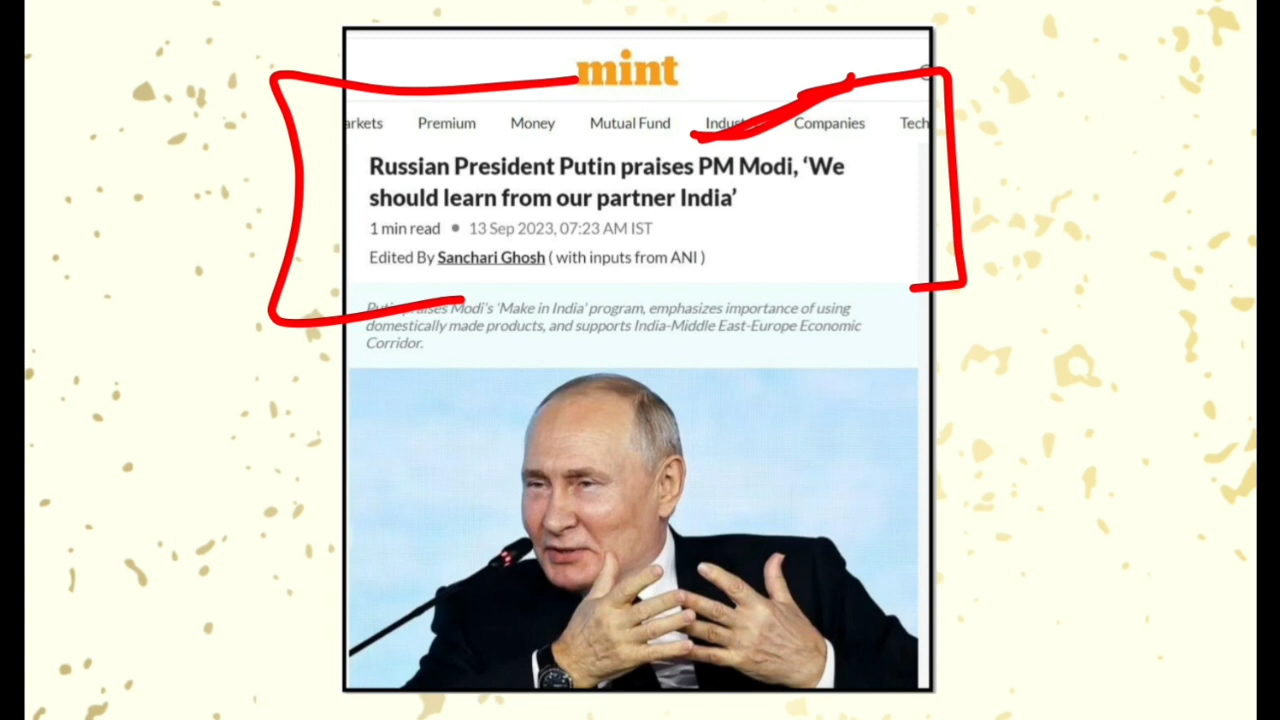 mint
arkets Premium Money Mutual Fund Companies Tech
Russian President Putin praises PM Modi, ‘We
should learn from our partner India’
1 min read • 13 Sep 2023, 07:23 AM IST
Edited By Sanchari Ghosh ( with inputs from ANI )
Putin praises Modi's 'Make in India' program, emphasizes importance of using
domestically made products, and supports India-Middle East-Europe Economic
Corridor.